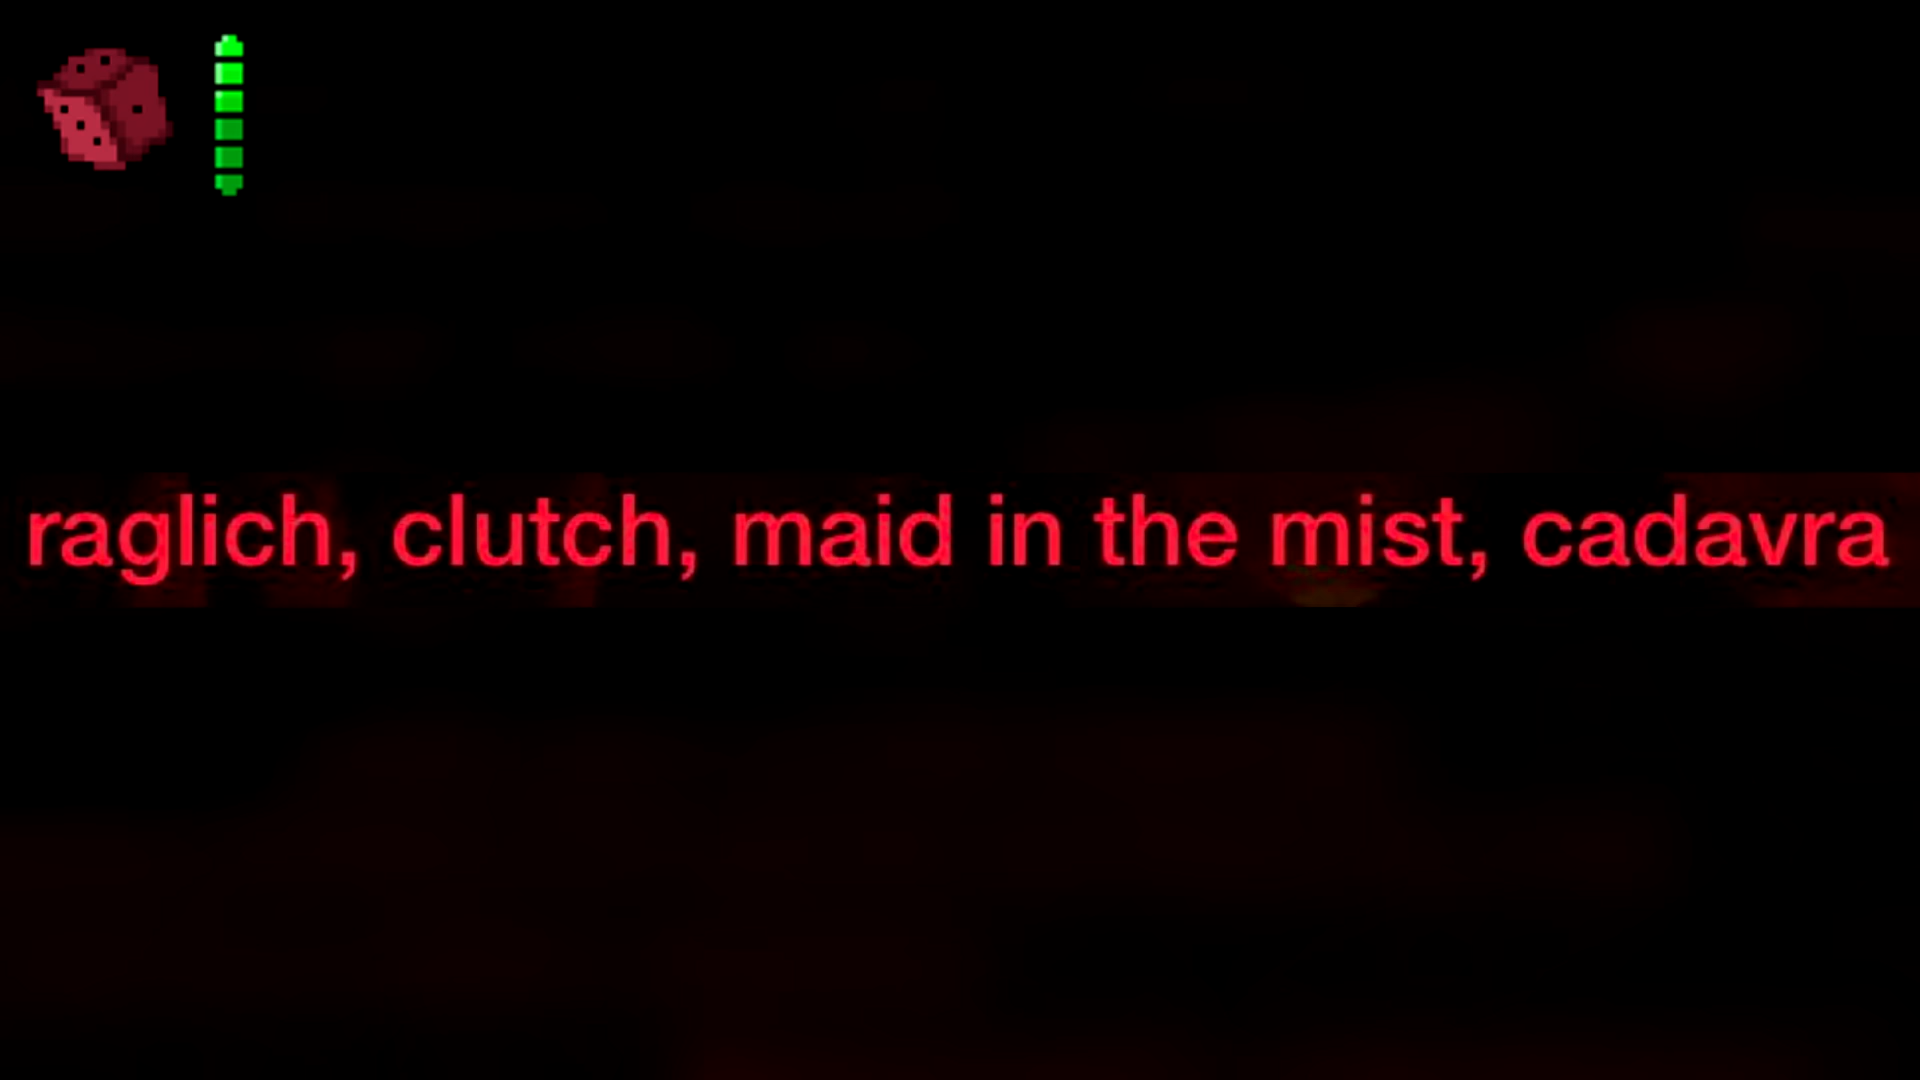 raglich, clutch, maid in the mist, cadavra